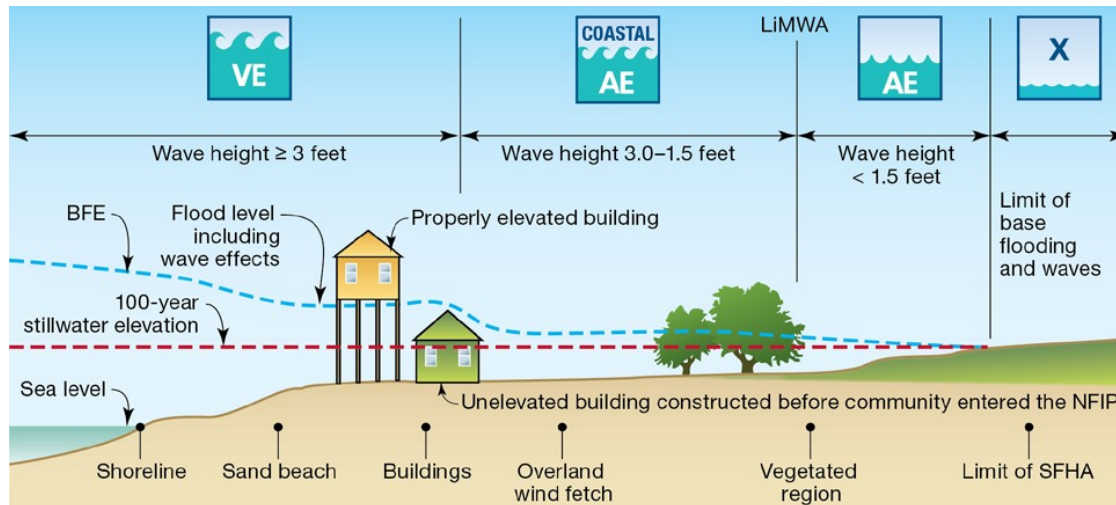 LiMWA
VE
COASTAL
AE
AE
X
Wave height ≥ 3 feet
Wave height 3.0–1.5 feet
Wave height
< 1.5 feet
BFE
Flood level
including
wave effects
Properly elevated building
Limit of
base
flooding
and waves
100-year
stillwater elevation
Sea level
Unelevated building constructed before community entered the NFIP
Shoreline
Sand beach
Buildings
Overland
wind fetch
Vegetated
region
Limit of SFHA